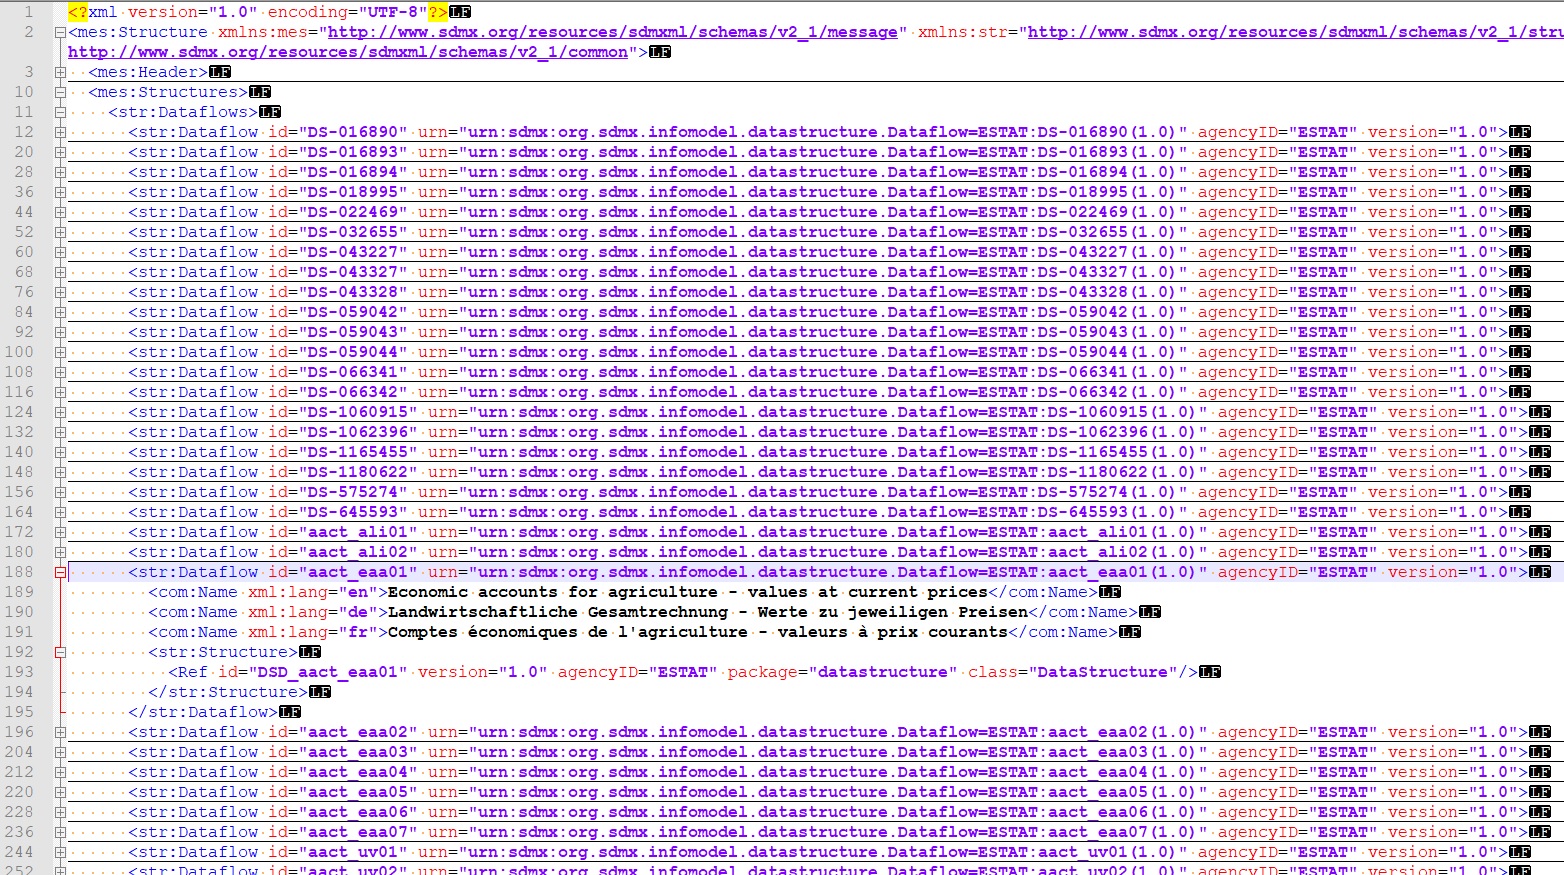 1 <?xml version="1.0" encoding="UTF-8"?>LF
2 <mes:Structure xmlns:mes="http://www.sdmx.org/resources/sdmxml/schemas/v2_1/message" xmlns:str="http://www.sdmx.org/resources/sdmxml/schemas/v2_1/stru
http://www.sdmx.org/resources/sdmxml/schemas/v2_1/common">LF
3 <mes:Header>LF
10 <mes:Structures>LF
11 <str:Dataflows>LF
12 <str:Dataflow id="DS-016890" urn="urn:sdmx:org.sdmx.infomodel.datastructure.Dataflow=ESTAT:DS-016890(1.0)" agencyID="ESTAT" version="1.0">LF
20 <str:Dataflow id="DS-016893" urn="urn:sdmx:org.sdmx.infomodel.datastructure.Dataflow=ESTAT:DS-016893(1.0)" agencyID="ESTAT" version="1.0">LF
28 <str:Dataflow id="DS-016894" urn="urn:sdmx:org.sdmx.infomodel.datastructure.Dataflow=ESTAT:DS-016894(1.0)" agencyID="ESTAT" version="1.0">LF
36 <str:Dataflow id="DS-018995" urn="urn:sdmx:org.sdmx.infomodel.datastructure.Dataflow=ESTAT:DS-018995(1.0)" agencyID="ESTAT" version="1.0">LF
44 <str:Dataflow id="DS-022469" urn="urn:sdmx:org.sdmx.infomodel.datastructure.Dataflow=ESTAT:DS-022469(1.0)" agencyID="ESTAT" version="1.0">LF
52 <str:Dataflow id="DS-032655" urn="urn:sdmx:org.sdmx.infomodel.datastructure.Dataflow=ESTAT:DS-032655(1.0)" agencyID="ESTAT" version="1.0">LF
60 <str:Dataflow id="DS-043227" urn="urn:sdmx:org.sdmx.infomodel.datastructure.Dataflow=ESTAT:DS-043227(1.0)" agencyID="ESTAT" version="1.0">LF
68 <str:Dataflow id="DS-043327" urn="urn:sdmx:org.sdmx.infomodel.datastructure.Dataflow=ESTAT:DS-043327(1.0)" agencyID="ESTAT" version="1.0">LF
76 <str:Dataflow id="DS-043328" urn="urn:sdmx:org.sdmx.infomodel.datastructure.Dataflow=ESTAT:DS-043328(1.0)" agencyID="ESTAT" version="1.0">LF
84 <str:Dataflow id="DS-059042" urn="urn:sdmx:org.sdmx.infomodel.datastructure.Dataflow=ESTAT:DS-059042(1.0)" agencyID="ESTAT" version="1.0">LF
92 <str:Dataflow id="DS-059043" urn="urn:sdmx:org.sdmx.infomodel.datastructure.Dataflow=ESTAT:DS-059043(1.0)" agencyID="ESTAT" version="1.0">LF
100 <str:Dataflow id="DS-059044" urn="urn:sdmx:org.sdmx.infomodel.datastructure.Dataflow=ESTAT:DS-059044(1.0)" agencyID="ESTAT" version="1.0">LF
108 <str:Dataflow id="DS-066341" urn="urn:sdmx:org.sdmx.infomodel.datastructure.Dataflow=ESTAT:DS-066341(1.0)" agencyID="ESTAT" version="1.0">LF
116 <str:Dataflow id="DS-066342" urn="urn:sdmx:org.sdmx.infomodel.datastructure.Dataflow=ESTAT:DS-066342(1.0)" agencyID="ESTAT" version="1.0">LF
124 <str:Dataflow id="DS-1060915" urn="urn:sdmx:org.sdmx.infomodel.datastructure.Dataflow=ESTAT:DS-1060915(1.0)" agencyID="ESTAT" version="1.0">LF
132 <str:Dataflow id="DS-1062396" urn="urn:sdmx:org.sdmx.infomodel.datastructure.Dataflow=ESTAT:DS-1062396(1.0)" agencyID="ESTAT" version="1.0">LF
140 <str:Dataflow id="DS-1165455" urn="urn:sdmx:org.sdmx.infomodel.datastructure.Dataflow=ESTAT:DS-1165455(1.0)" agencyID="ESTAT" version="1.0">LF
148 <str:Dataflow id="DS-1180622" urn="urn:sdmx:org.sdmx.infomodel.datastructure.Dataflow=ESTAT:DS-1180622(1.0)" agencyID="ESTAT" version="1.0">LF
156 <str:Dataflow id="DS-575274" urn="urn:sdmx:org.sdmx.infomodel.datastructure.Dataflow=ESTAT:DS-575274(1.0)" agencyID="ESTAT" version="1.0">LF
164 <str:Dataflow id="DS-645593" urn="urn:sdmx:org.sdmx.infomodel.datastructure.Dataflow=ESTAT:DS-645593(1.0)" agencyID="ESTAT" version="1.0">LF
172 <str:Dataflow id="aact_ali01" urn="urn:sdmx:org.sdmx.infomodel.datastructure.Dataflow=ESTAT:aact_ali01(1.0)" agencyID="ESTAT" version="1.0">LF
180 <str:Dataflow id="aact_ali02" urn="urn:sdmx:org.sdmx.infomodel.datastructure.Dataflow=ESTAT:aact_ali02(1.0)" agencyID="ESTAT" version="1.0">LF
188 <str:Dataflow id="aact_eaa01" urn="urn:sdmx:org.sdmx.infomodel.datastructure.Dataflow=ESTAT:aact_eaa01(1.0)" agencyID="ESTAT" version="1.0">LF
189 <com:Name xml:lang="en">Economic accounts for agriculture - values at current prices</com:Name>LF
190 <com:Name xml:lang="de">Landwirtschaftliche Gesamtrechnung - Werte zu jeweiligen Preisen</com:Name>LF
191 <com:Name xml:lang="fr">Comptes économiques de l'agriculture - valeurs à prix courants</com:Name>LF
192 <str:Structure>LF
193 <Ref id="DSD_aact_eaa01" version="1.0" agencyID="ESTAT" package="datastructure" class="DataStructure"/>LF
194 </str:Structure>LF
195 </str:Dataflow>LF
196 <str:Dataflow id="aact_eaa02" urn="urn:sdmx:org.sdmx.infomodel.datastructure.Dataflow=ESTAT:aact_eaa02(1.0)" agencyID="ESTAT" version="1.0">LF
204 <str:Dataflow id="aact_eaa03" urn="urn:sdmx:org.sdmx.infomodel.datastructure.Dataflow=ESTAT:aact_eaa03(1.0)" agencyID="ESTAT" version="1.0">LF
212 <str:Dataflow id="aact_eaa04" urn="urn:sdmx:org.sdmx.infomodel.datastructure.Dataflow=ESTAT:aact_eaa04(1.0)" agencyID="ESTAT" version="1.0">LF
220 <str:Dataflow id="aact_eaa05" urn="urn:sdmx:org.sdmx.infomodel.datastructure.Dataflow=ESTAT:aact_eaa05(1.0)" agencyID="ESTAT" version="1.0">LF
228 <str:Dataflow id="aact_eaa06" urn="urn:sdmx:org.sdmx.infomodel.datastructure.Dataflow=ESTAT:aact_eaa06(1.0)" agencyID="ESTAT" version="1.0">LF
236 <str:Dataflow id="aact_eaa07" urn="urn:sdmx:org.sdmx.infomodel.datastructure.Dataflow=ESTAT:aact_eaa07(1.0)" agencyID="ESTAT" version="1.0">LF
244 <str:Dataflow id="aact_uv01" urn="urn:sdmx:org.sdmx.infomodel.datastructure.Dataflow=ESTAT:aact_uv01(1.0)" agencyID="ESTAT" version="1.0">LF
252 <str:Dataflow id="aact_uv02" urn="urn:sdmx:org.sdmx.infomodel.datastructure.Dataflow=ESTAT:aact_uv02(1.0)" agencyID="ESTAT" version="1.0">LF